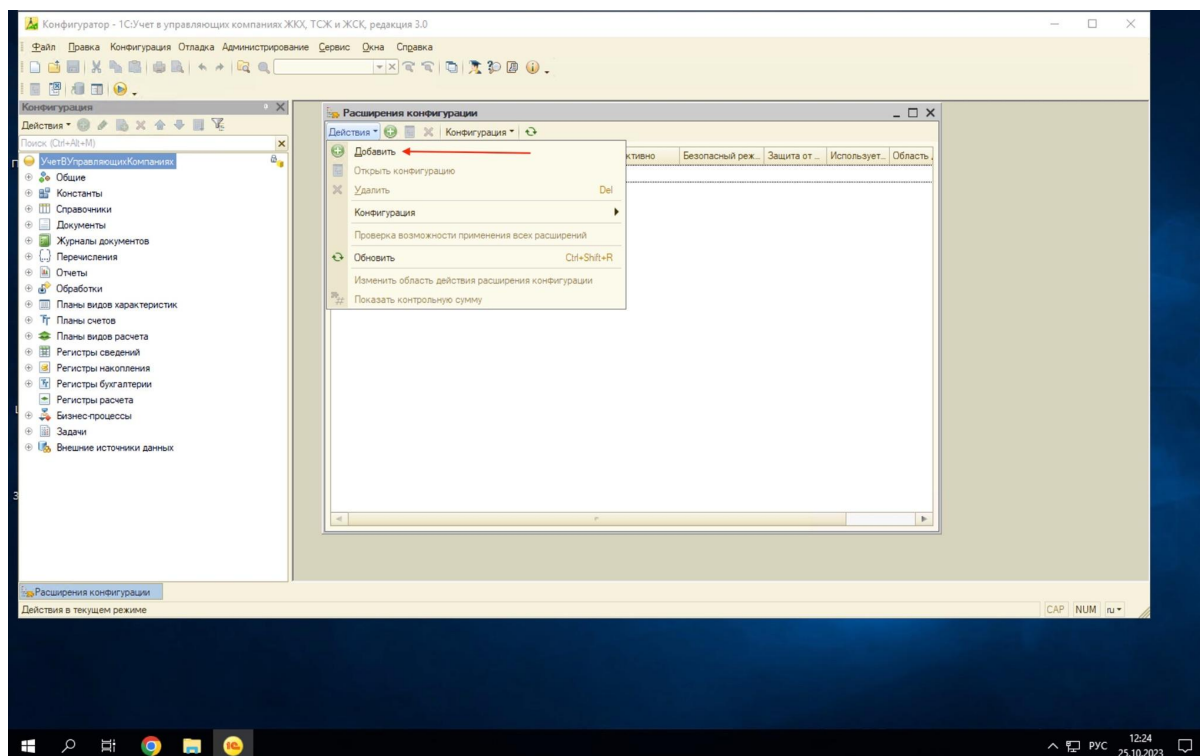 Конфигуратор - 1С:Учет в управляющих компаниях ЖКХ, ТСЖ и ЖСК, редакция 3.0
Файл Правка Конфигурация Отладка Администрирование Сервис Окна Справка
Конфигурация
Действия
Поиск (Ctrl+Alt+M)
УчетВУправляющихКомпаниях
Общие
Константы
Справочники
Документы
Журналы документов
Перечисления
Отчеты
Обработки
Планы видов характеристик
Планы счетов
Планы видов расчета
Регистры сведений
Регистры накопления
Регистры бухгалтерии
Регистры расчета
Бизнес-процессы
Задачи
Внешние источники данных
Расширения конфигурации
Действия Конфигурация
ктивно Безопасный реж... Защита от ... Использует... Область
Добавить
Открыть конфигурацию
Удалить Del
Конфигурация
Проверка возможности применения всех расширений
Обновить Ctrl+Shift+R
Изменить область действия расширения конфигурации
Показать контрольную сумму
Расширения конфигурации
Действия в текущем режиме
CAP NUM ru
РУС
12:24
25.10.2023